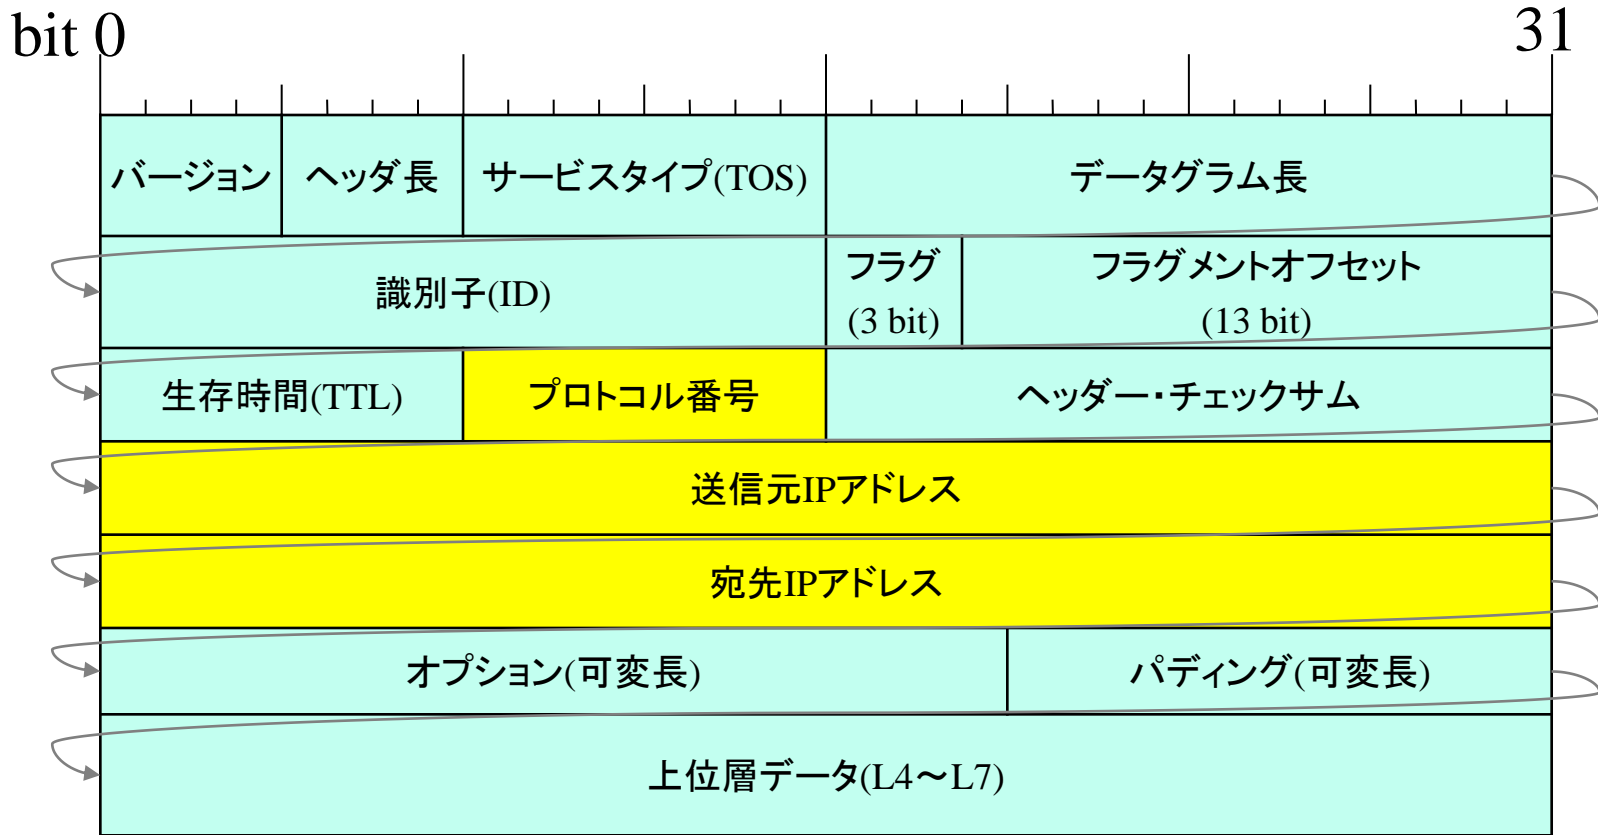 bit 0
31
バージョン
ヘッダ長
サービスタイプ(TOS)
データグラム長
識別子(ID)
フラグ
(3 bit)
フラグメントオフセット
(13 bit)
生存時間(TTL)
プロトコル番号
ヘッダー・チェックサム
送信元IPアドレス
宛先IPアドレス
オプション(可変長)
パディング(可変長)
上位層データ(L4～L7)